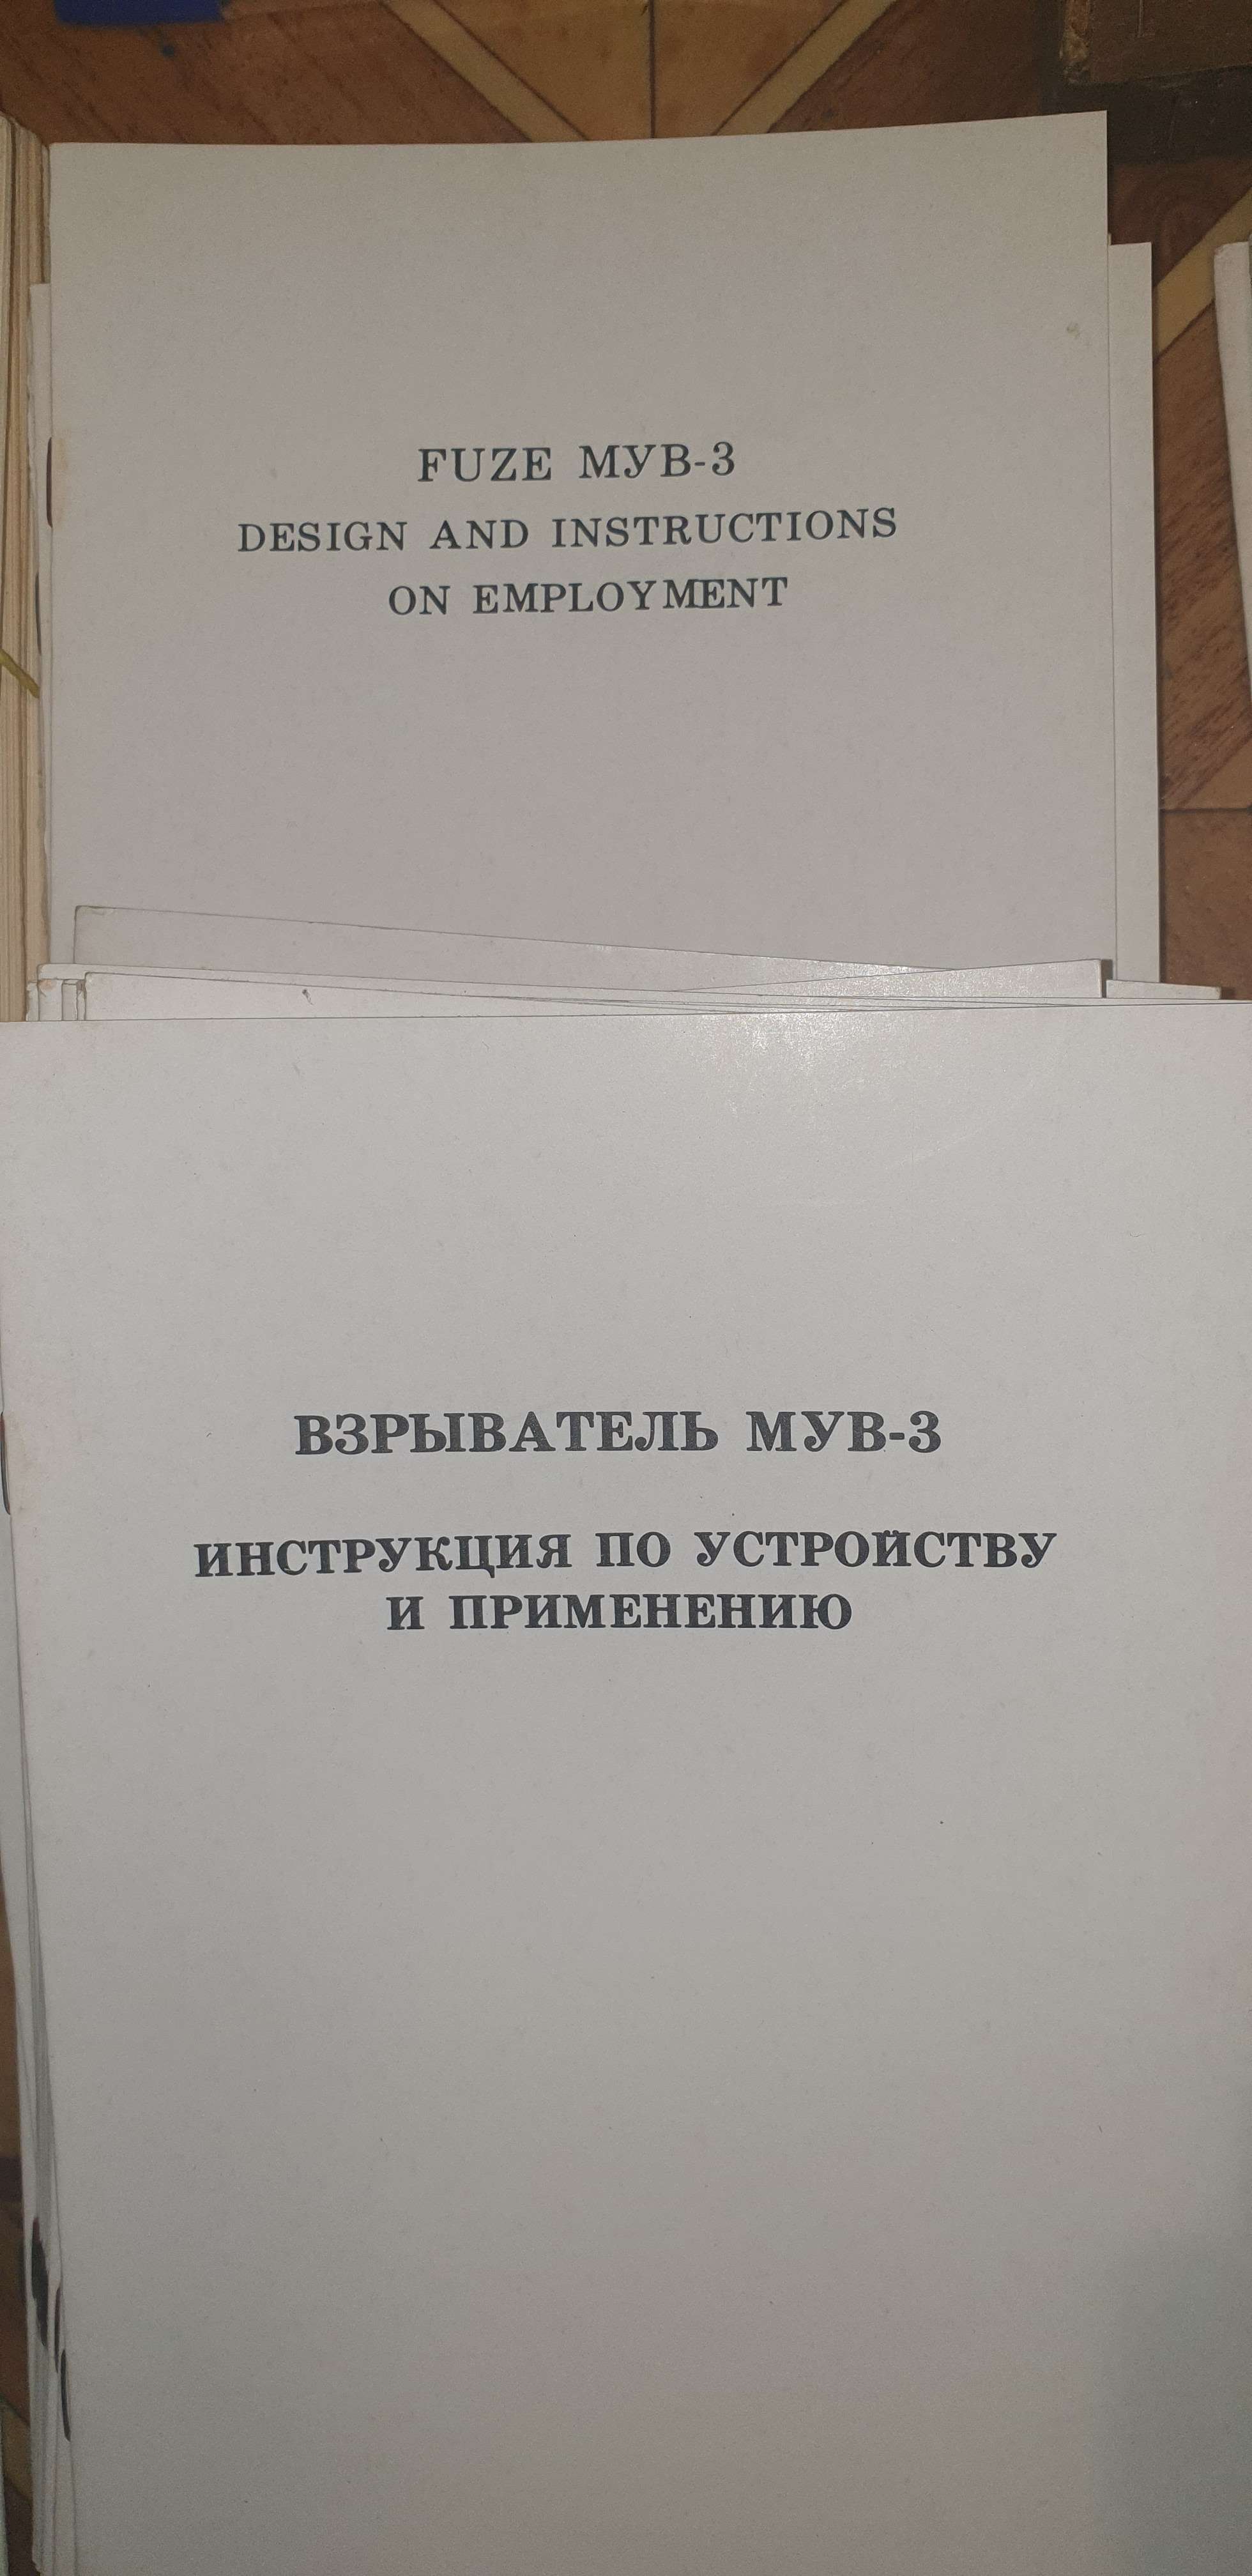 FUZE МУВ-3
DESIGN AND INSTRUCTIONS
ON EMPLOYMENT
ВЗРЫВАТЕЛЬ МУВ-3
ИНСТРУКЦИЯ ПО УСТРОЙСТВУ
И ПРИМЕНЕНИЮ